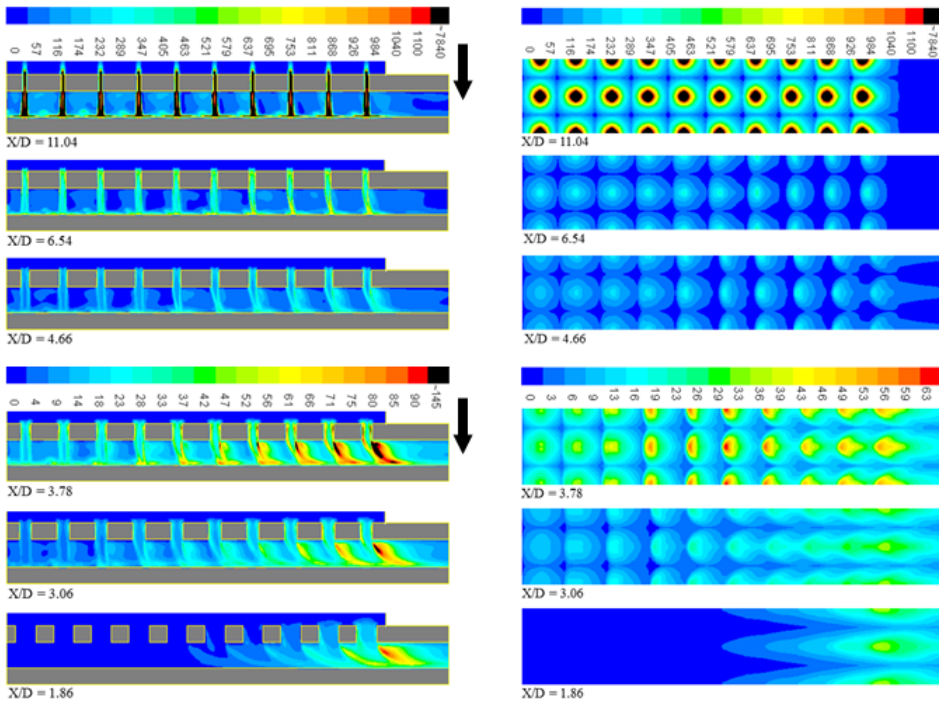 0 57 116 174 232 289 347 405 463 521 579 637 695 753 811 868 926 984 1040 1100 ~7840
X/D = 11.04
X/D = 6.54
X/D = 4.66
0 4 9 14 18 23 28 33 37 42 47 52 56 61 66 71 75 80 85 90 ~145
X/D = 3.78
X/D = 3.06
X/D = 1.86
0 57 116 174 232 289 347 405 463 521 579 637 695 753 811 868 926 984 1040 1100 ~7840
X/D = 11.04
X/D = 6.54
X/D = 4.66
0 3 6 9 13 16 19 23 26 29 33 36 39 43 46 49 53 56 59 63
X/D = 3.78
X/D = 3.06
X/D = 1.86